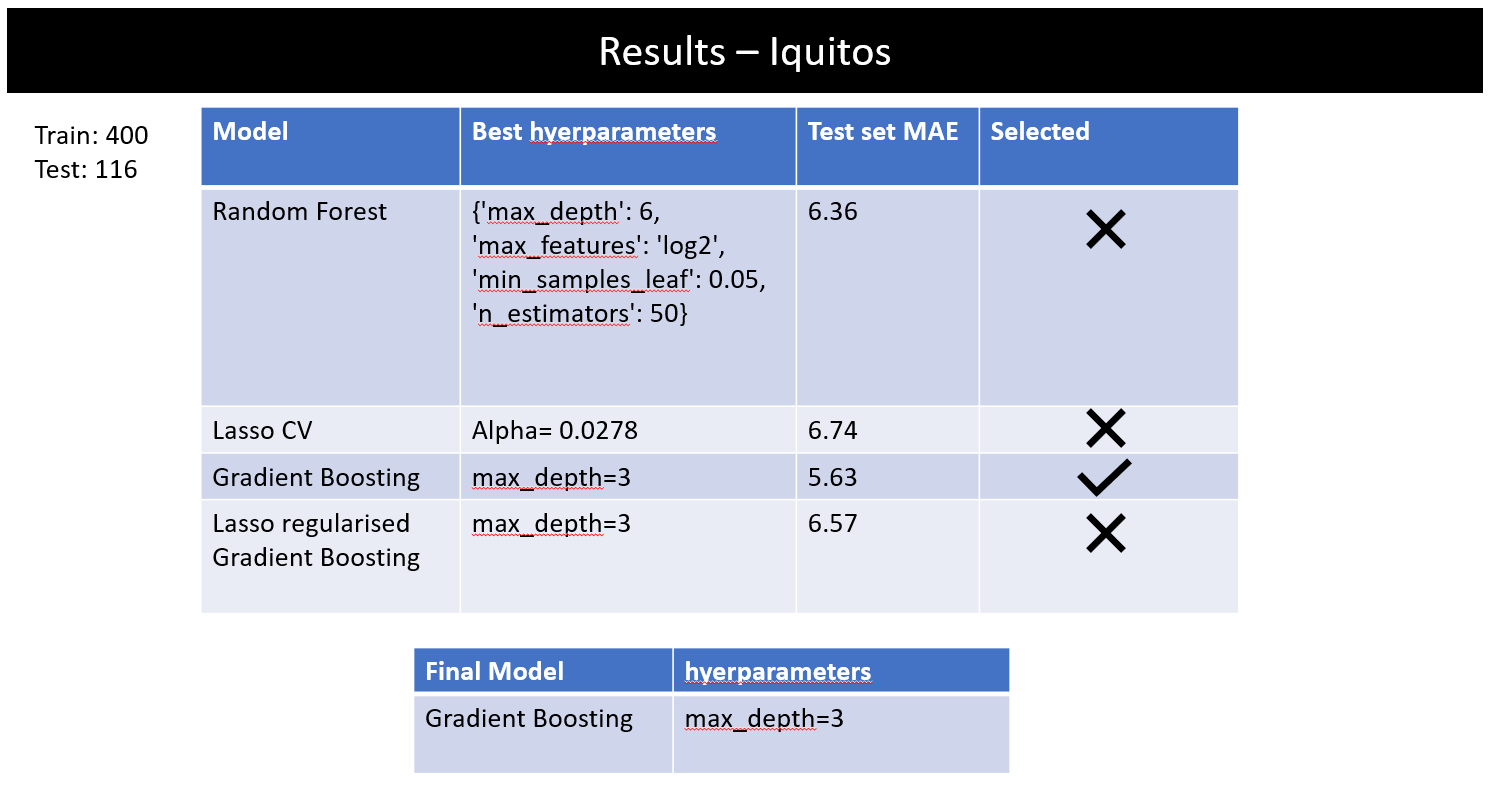 Results – Iquitos
Train: 400
Test: 116
Model
Best hyerparameters
Test set MAE
Selected
Random Forest
{'max_depth': 6,
'max_features': 'log2',
'min_samples_leaf': 0.05,
'n_estimators': 50}
6.36
Lasso CV
Alpha= 0.0278
6.74
Gradient Boosting
max_depth=3
5.63
Lasso regularised
Gradient Boosting
max_depth=3
6.57
Final Model
hyerparameters
Gradient Boosting
max_depth=3